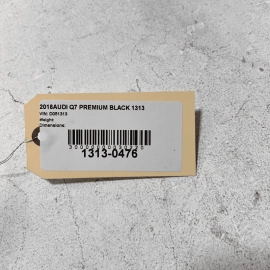 2018AUDI Q7 PREMIUM BLACK 1313
VIN: D051313
Weight:
Dimensions:
1313-0476